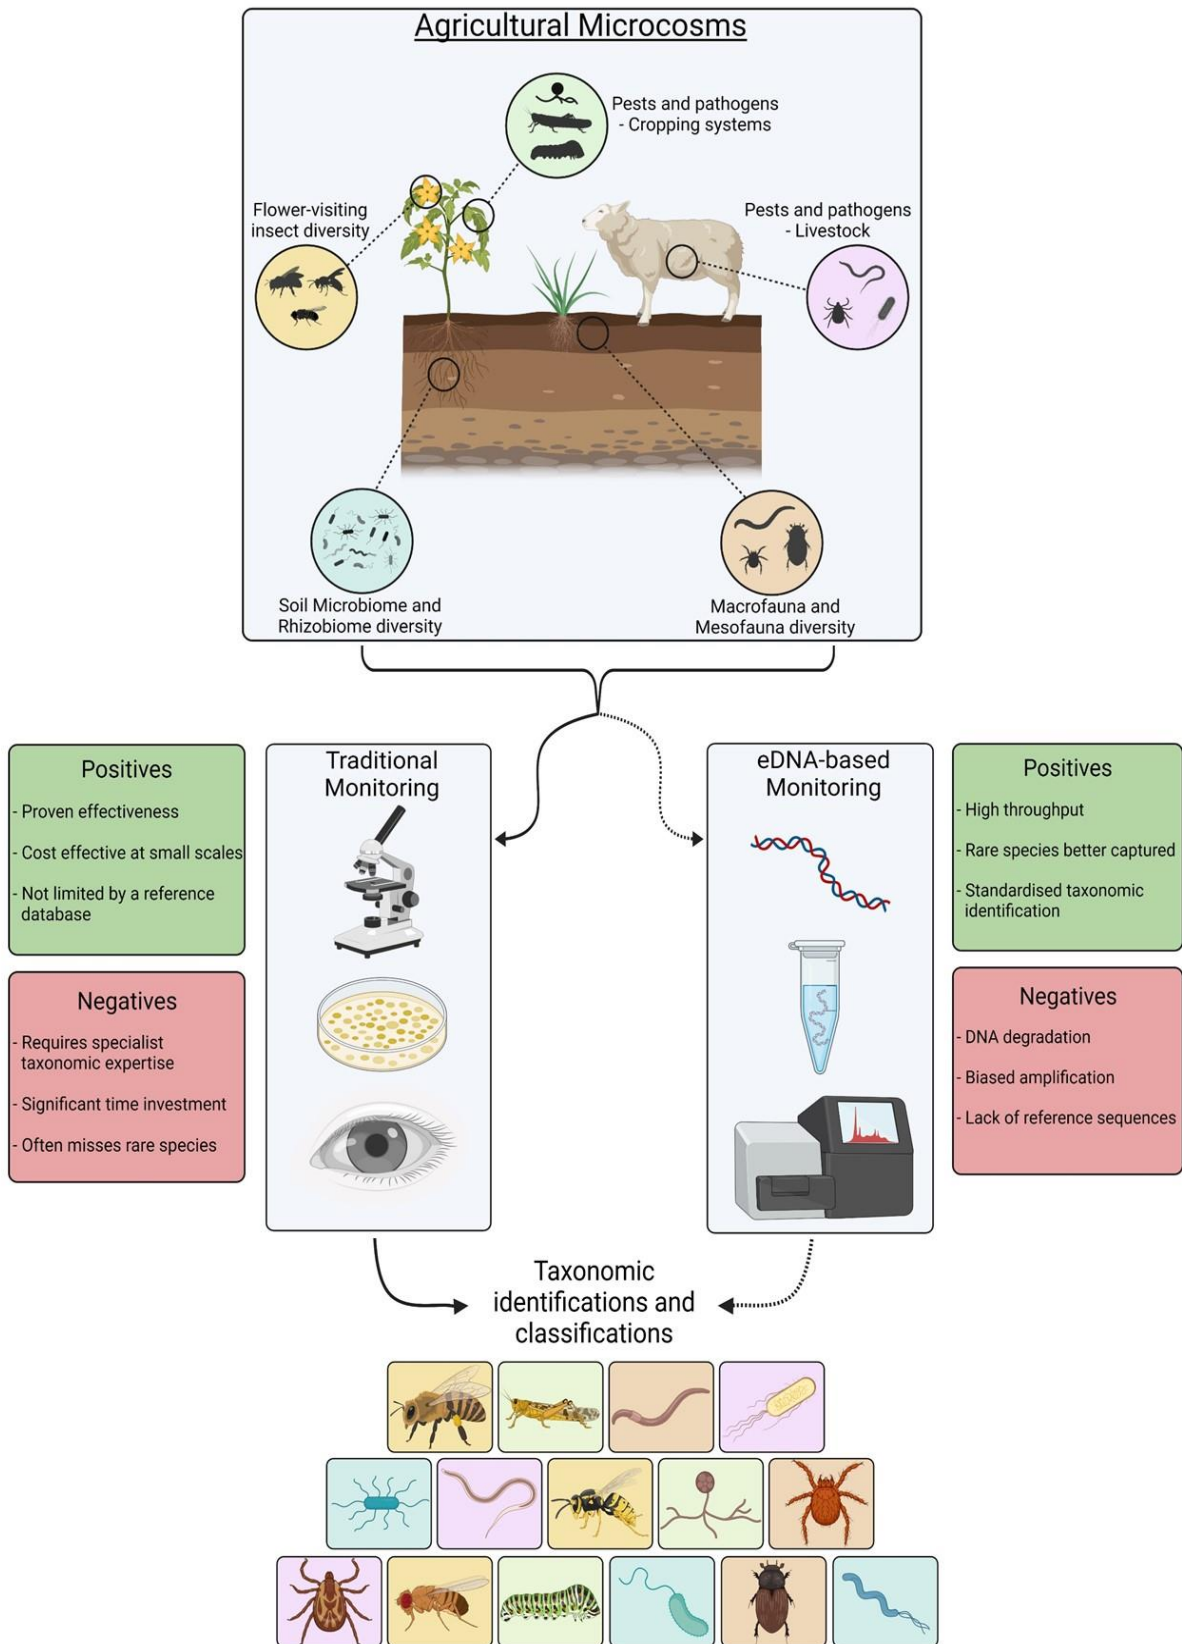 Agricultural Microcosms
Pests and pathogens
- Cropping systems
Flower-visiting
insect diversity
Pests and pathogens
- Livestock
Soil Microbiome and
Rhizobiome diversity
Macrofauna and
Mesofauna diversity
Positives
- Proven effectiveness
- Cost effective at small scales
- Not limited by a reference
database
Negatives
- Requires specialist
taxonomic expertise
- Significant time investment
- Often misses rare species
Traditional
Monitoring
eDNA-based
Monitoring
Positives
- High throughput
- Rare species better captured
- Standardised taxonomic
identification
Negatives
- DNA degradation
- Biased amplification
- Lack of reference sequences
Taxonomic
identifications and
classifications